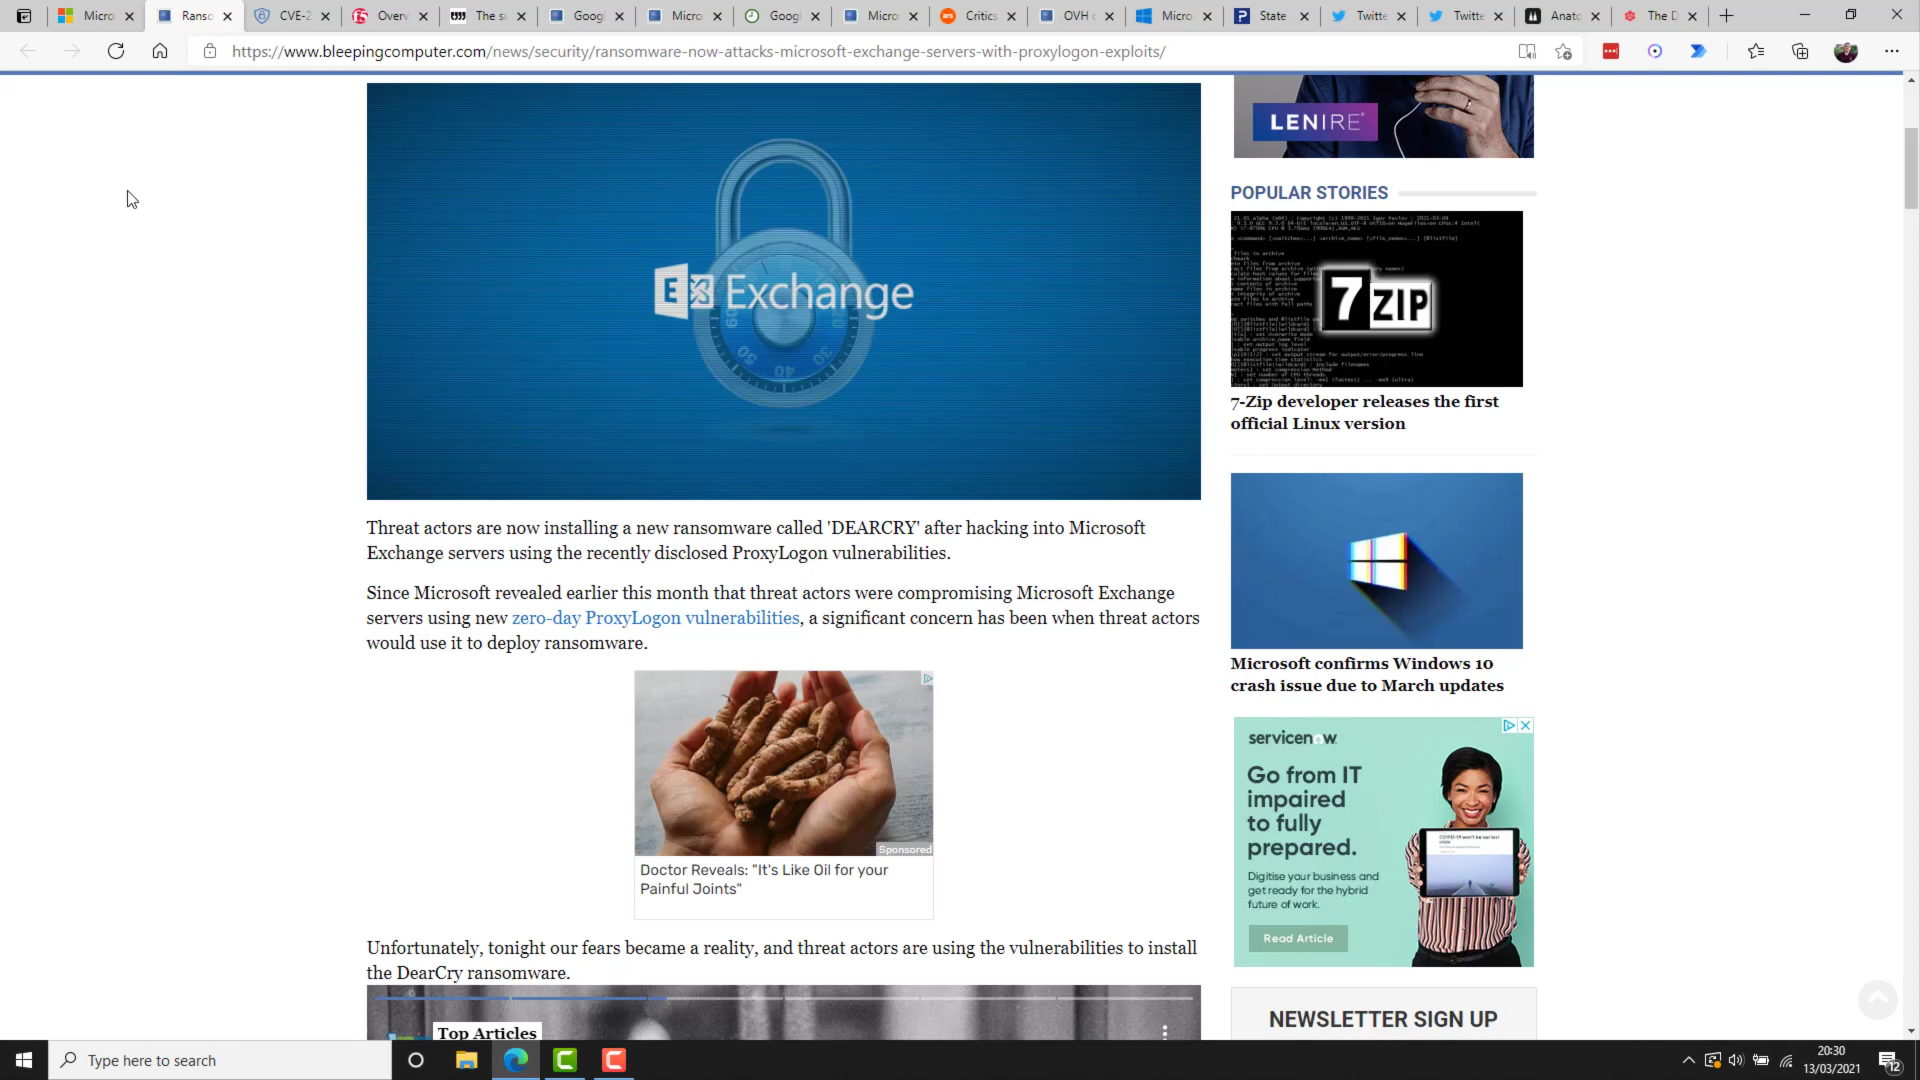 Micro
Ranso
CVE-2
Overv
The su
Googl
Micro
Googl
Micro
Critics
OVH
Micro
State
Twitte
Twitte
Anato
The D
https://www.bleepingcomputer.com/news/security/ransomware-now-attacks-microsoft-exchange-servers-with-proxylogon-exploits/
Exchange
Threat actors are now installing a new ransomware called 'DEARCRY' after hacking into Microsoft
Exchange servers using the recently disclosed ProxyLogon vulnerabilities.
Since Microsoft revealed earlier this month that threat actors were compromising Microsoft Exchange
servers using new zero-day ProxyLogon vulnerabilities, a significant concern has been when threat actors
would use it to deploy ransomware.
Sponsored
Doctor Reveals: "It's Like Oil for your
Painful Joints"
Unfortunately, tonight our fears became a reality, and threat actors are using the vulnerabilities to install
the DearCry ransomware.
Top Articles
LENIRE
POPULAR STORIES
7 ZIP
7-Zip developer releases the first
official Linux version
Microsoft confirms Windows 10
crash issue due to March updates
servicenow
Go from IT
impaired
to fully
prepared.
Digitise your business and
get ready for the hybrid
future of work.
Read Article
NEWSLETTER SIGN UP
Type here to search
20:30
13/03/2021
12